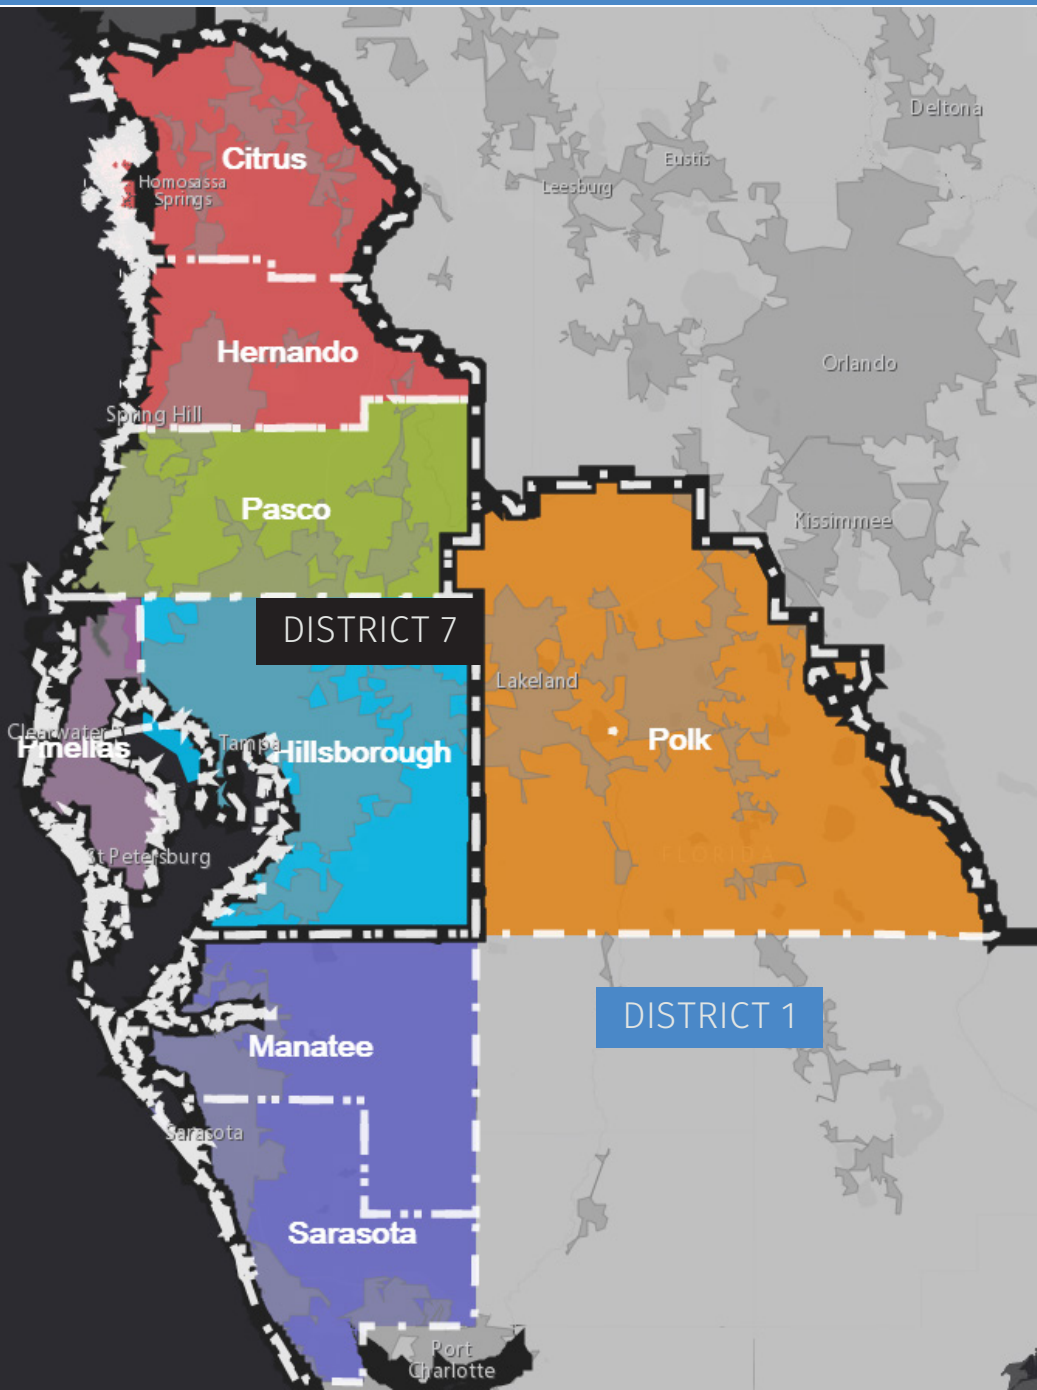 Deltona
Citrus
Eustis
Homosassa
Springs
Leesburg
Hernando
Orlando
Spring Hill
Pasco
Kissimmee
DISTRICT 7
Lakeland
Clearwater
Pinellas
Tampa
Hillsborough
Polk
St Petersburg
FLORIDA
DISTRICT 1
Manatee
Sarasota
Sarasota
Port
Charlotte